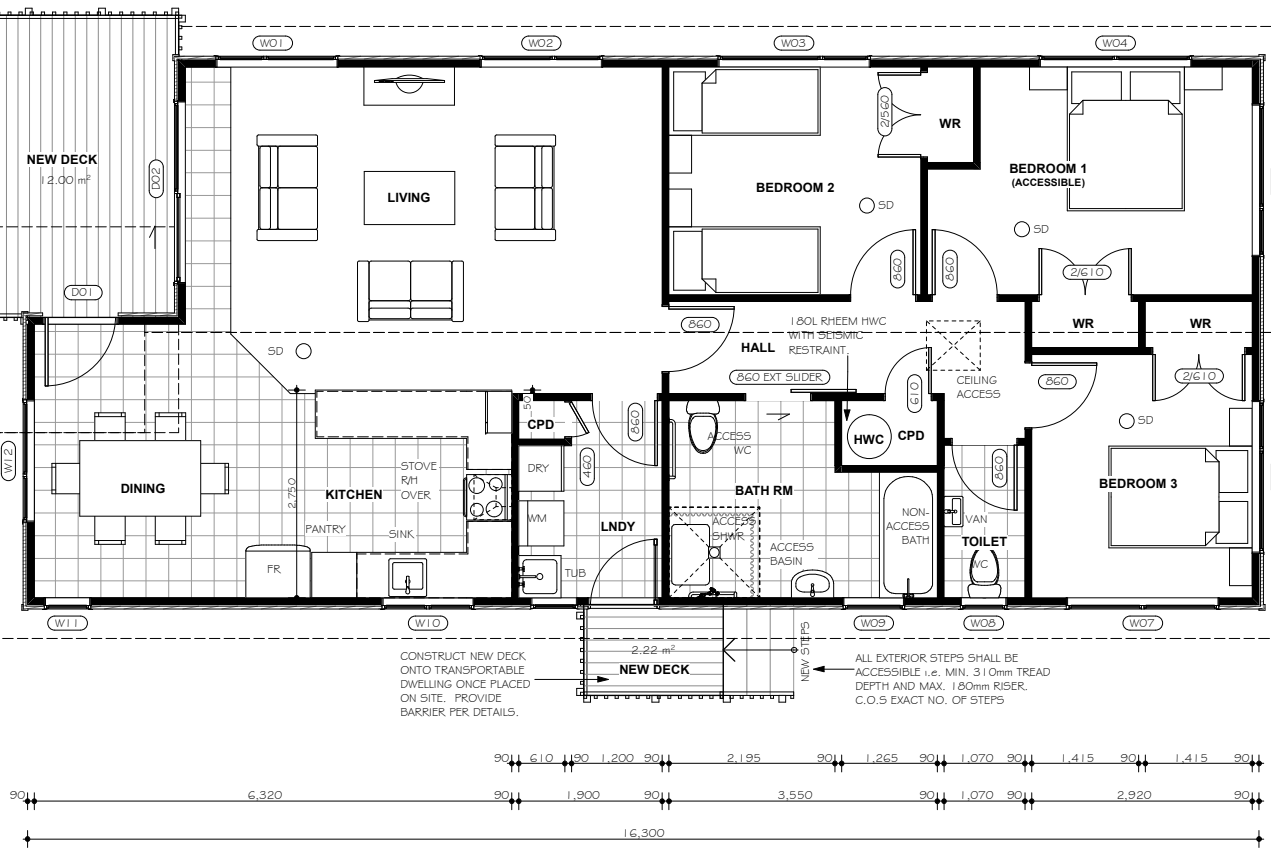 W01
W02
W03
W04
NEW DECK
12.00 m²
D02
D01
LIVING
BEDROOM 2
2/560
WR
BEDROOM 1
(ACCESSIBLE)
SD
SD
860
860
2/610
WR
WR
2/610
860
HALL
180L RHEEM HWC
WITH SEISMIC
RESTRAINT.
860 EXT SLIDER
610
CEILING
ACCESS
860
SD
SD
W12
DINING
2,750
KITCHEN
STOVE
R/H
OVER
PANTRY
SINK
FR
50
CPD
860
460
DRY
WM
LNDY
TUB
ACCESS
WC
BATH RM
ACCESS
SHWR
ACCESS
BASIN
HWC
CPD
NON-
ACCESS
BATH
860
VAN
TOILET
WC
BEDROOM 3
W11
W10
W09
W08
W07
2.22 m²
NEW DECK
NEW STEPS
CONSTRUCT NEW DECK
ONTO TRANSPORTABLE
DWELLING ONCE PLACED
ON SITE. PROVIDE
BARRIER PER DETAILS.
ALL EXTERIOR STEPS SHALL BE
ACCESSIBLE i.e. MIN. 310mm TREAD
DEPTH AND MAX. 180mm RISER.
C.O.S EXACT NO. OF STEPS
90 610 90 1,200 90 2,195 90 1,265 90 1,070 90 1,415 90 1,415 90
90 6,320 90 1,900 90 3,550 90 1,070 90 2,920 90
16,300